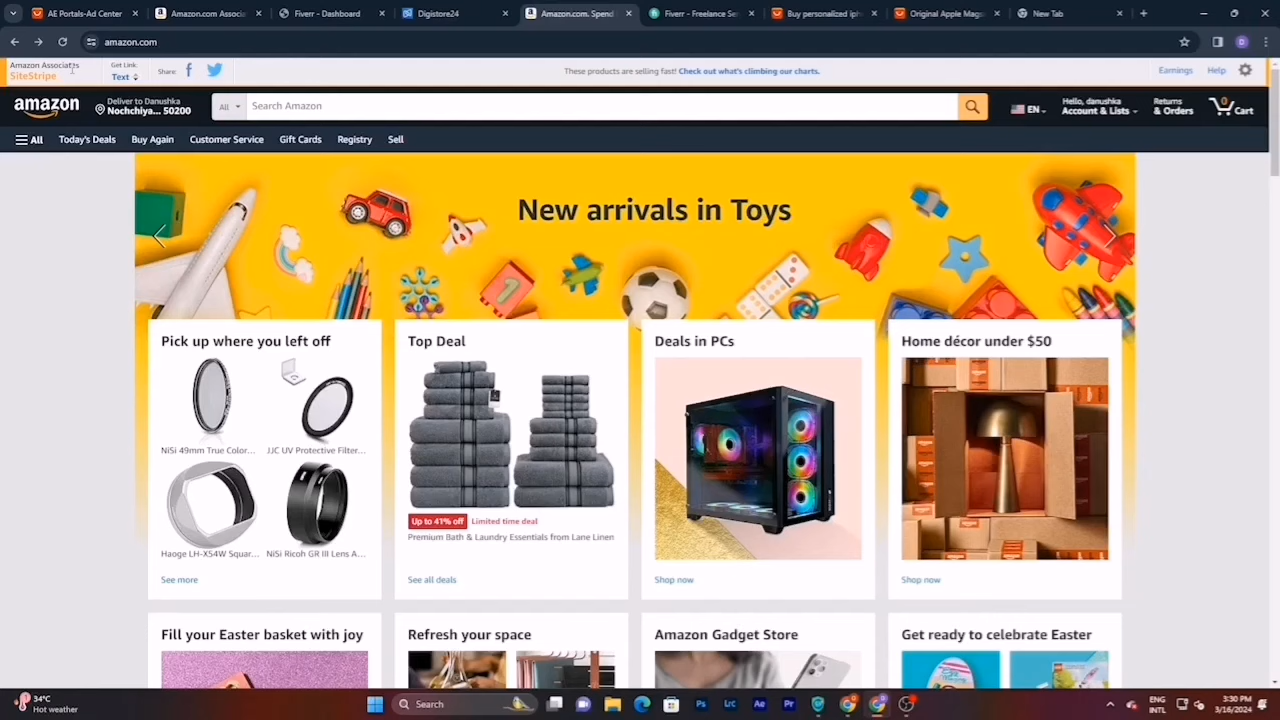 AE Portals-Ad Center
Amazon.com Associa
Fiverr - Dashboard
Digistore24
Amazon.com. Spend
Fiverr - Freelance Se
Buy personalized iph
Original Apple Mags
New Tab
amazon.com
Amazon Associates
SiteStripe
Get Link:
Text
Share:
These products are selling fast! Check out what's climbing our charts.
Earnings
Help
amazon
Deliver to Danushka
Nochchiya... 50200
All
Search Amazon
EN
Hello, danushka
Account & Lists
Returns
& Orders
0
Cart
All
Today's Deals
Buy Again
Customer Service
Gift Cards
Registry
Sell
New arrivals in Toys
1
Pick up where you left off
NiSi 49mm True Color...
JJC UV Protective Filter...
Haoge LH-X54W Squar...
NiSi Ricoh GR III Lens A...
See more
Top Deal
Up to 41% off
Limited time deal
Premium Bath & Laundry Essentials from Lane Linen
See all deals
Deals in PCs
Shop now
Home décor under $50
Shop now
Fill your Easter basket with joy
Refresh your space
Amazon Gadget Store
Get ready to celebrate Easter
34°C
Hot weather
Search
Ps
Lrc
Ae
Pr
ENG
INTL
3:30 PM
3/16/2024